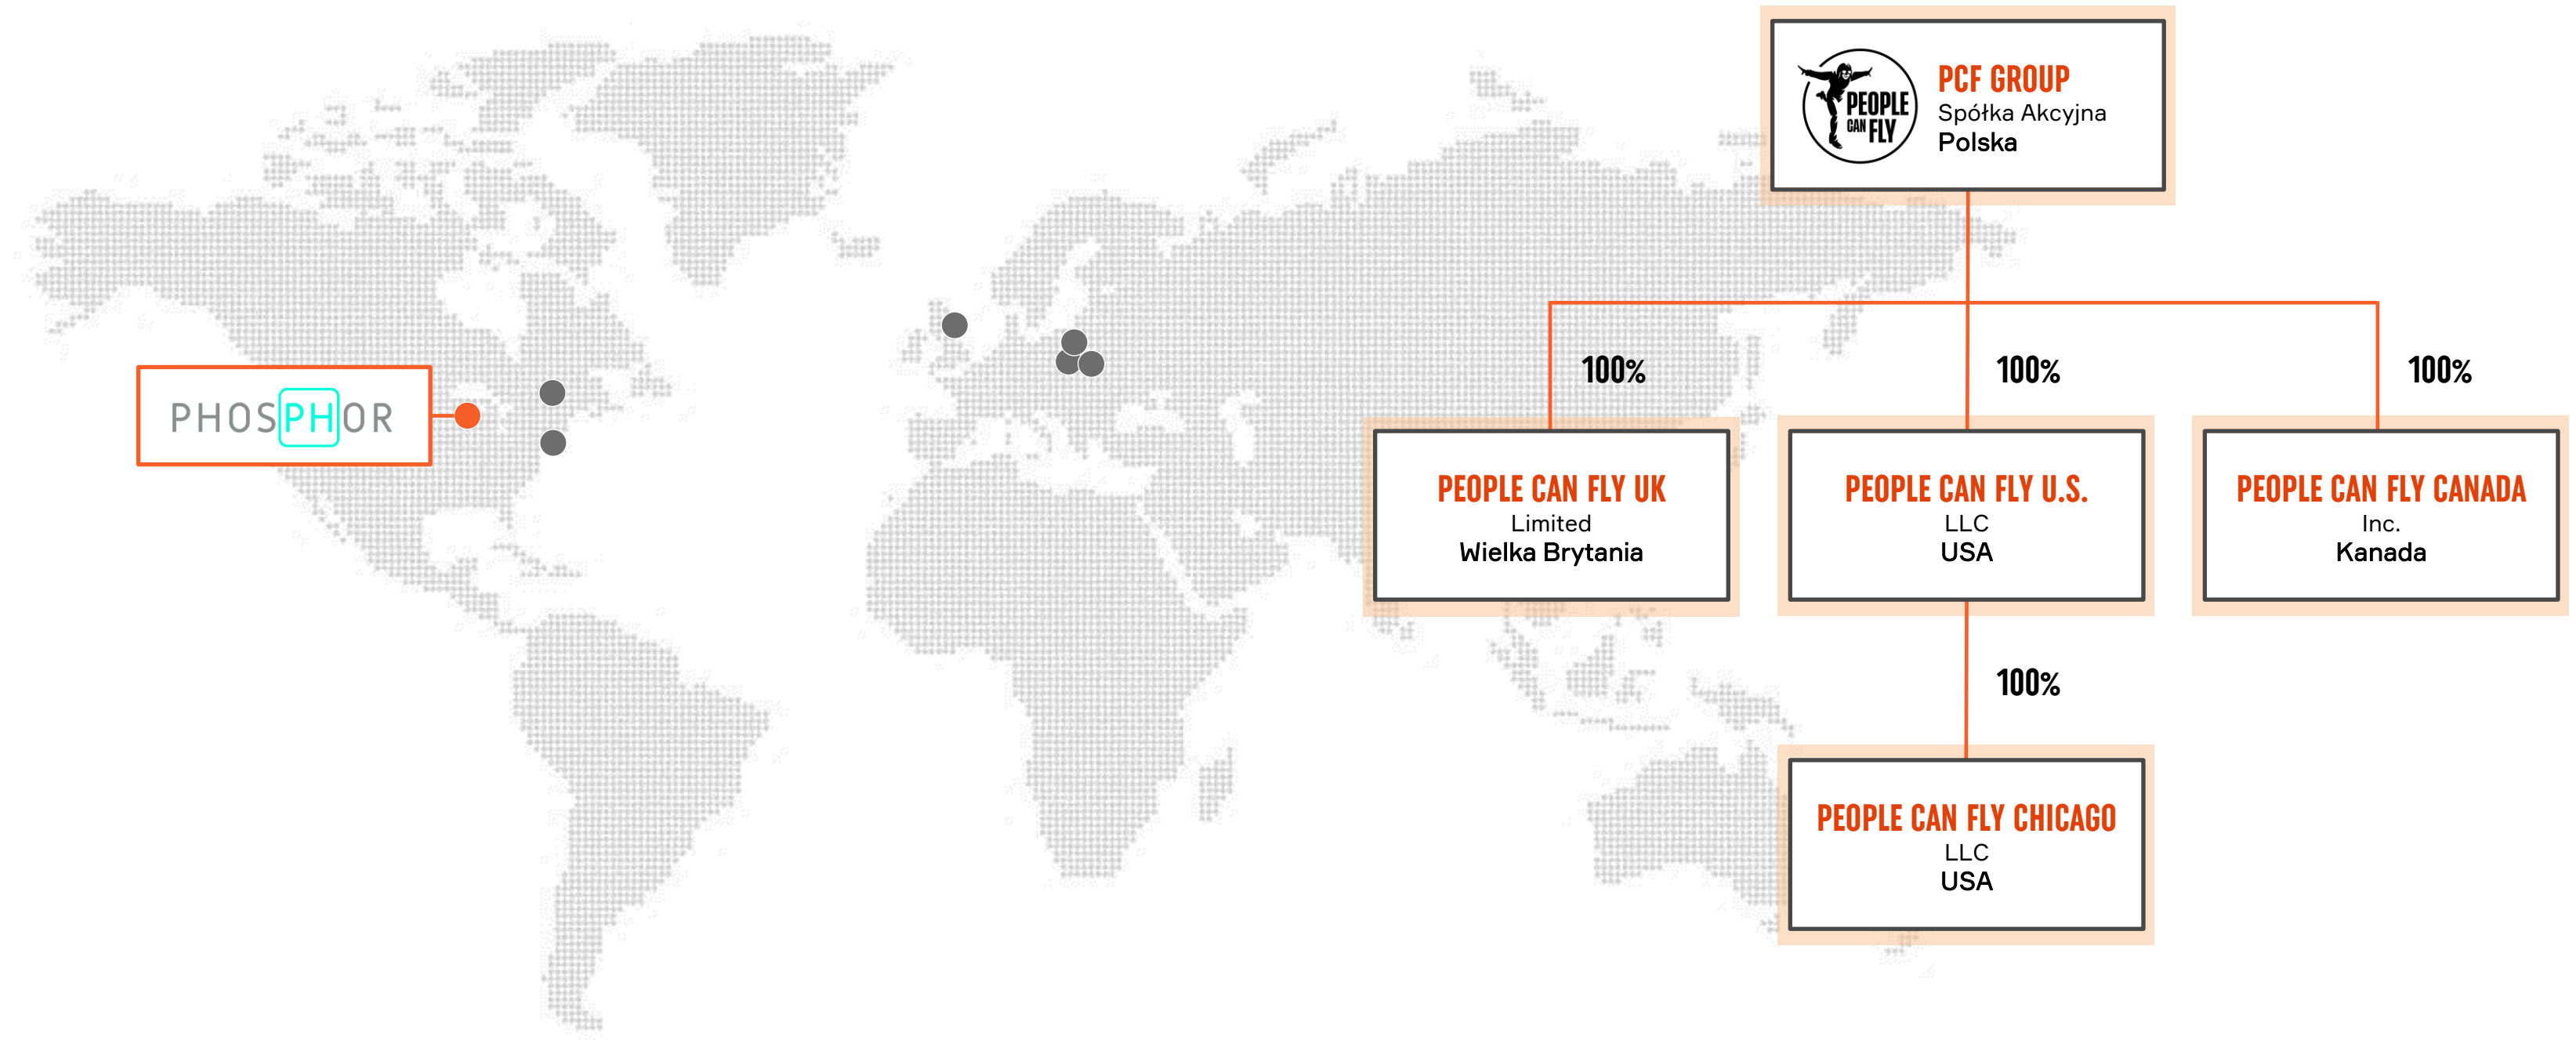 PEOPLE
CAN FLY
PCF GROUP
Spółka Akcyjna
Polska
PHOSPHOR
100%
100%
100%
PEOPLE CAN FLY UK
Limited
Wielka Brytania
PEOPLE CAN FLY U.S.
LLC
USA
PEOPLE CAN FLY CANADA
Inc.
Kanada
100%
PEOPLE CAN FLY CHICAGO
LLC
USA